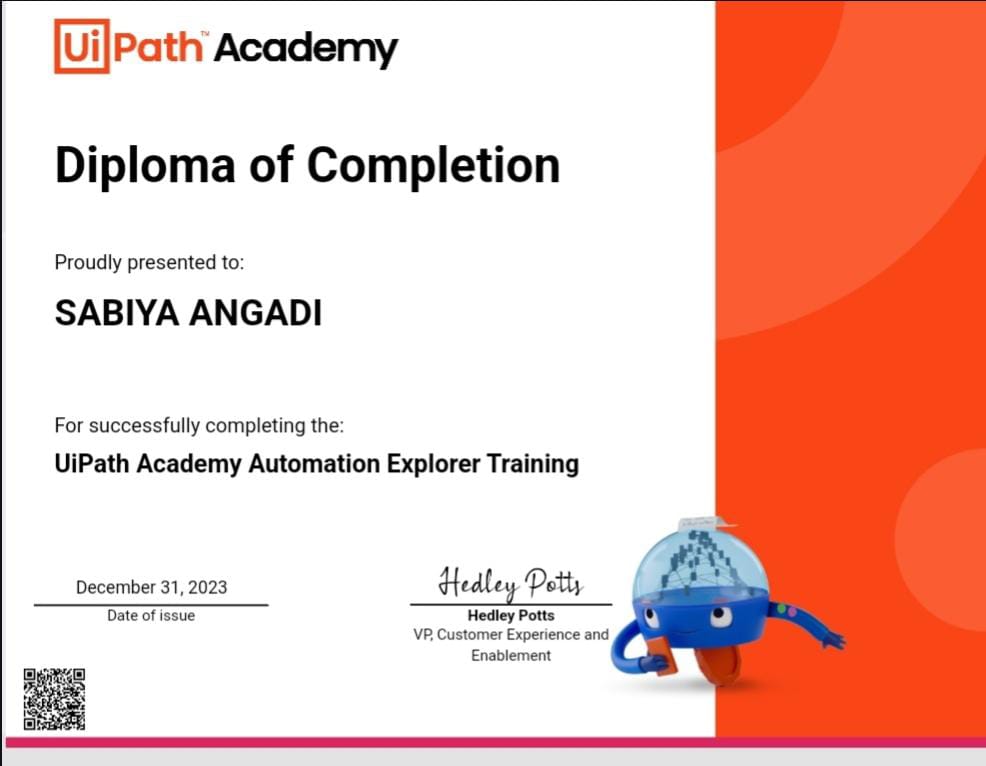 UiPath™ Academy
Diploma of Completion
Proudly presented to:
SABIYA ANGADI
For successfully completing the:
UiPath Academy Automation Explorer Training
December 31, 2023
Date of issue
Hedley Potts
Hedley Potts
VP, Customer Experience and
Enablement